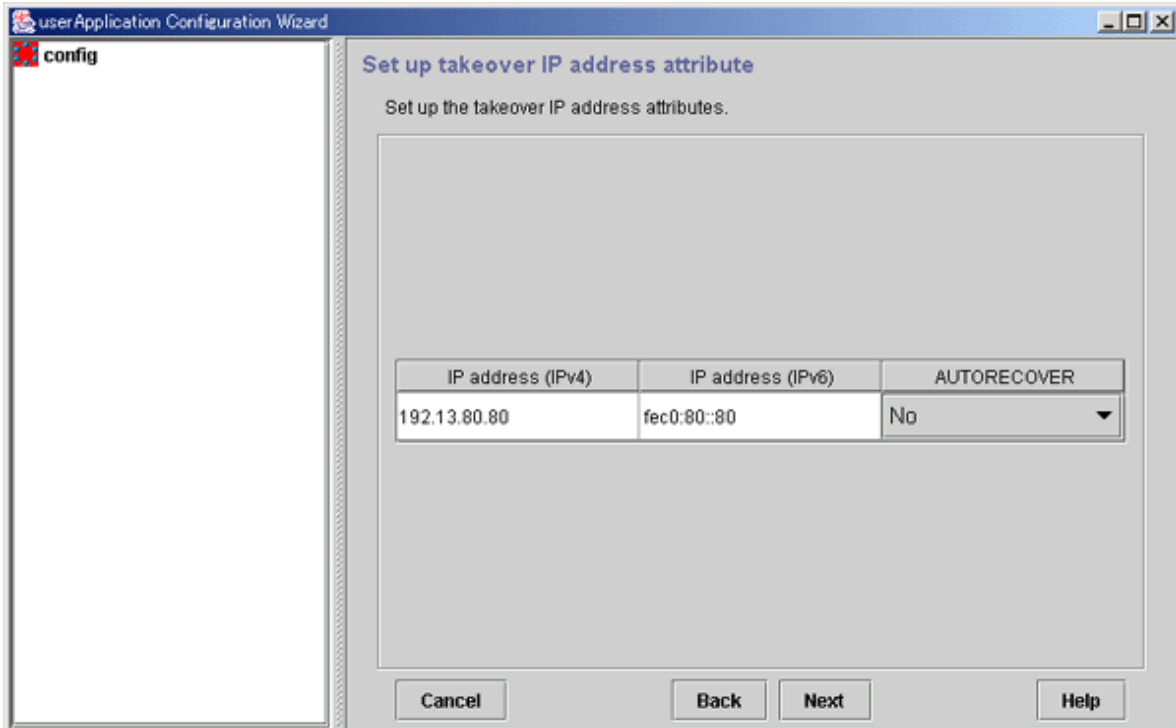 userApplication Configuration Wizard
config
Set up takeover IP address attribute
Set up the takeover IP address attributes.
IP address (IPv4) IP address (IPv6) AUTORECOVER
192.13.80.80 fec0:80::80 No
Cancel Back Next Help